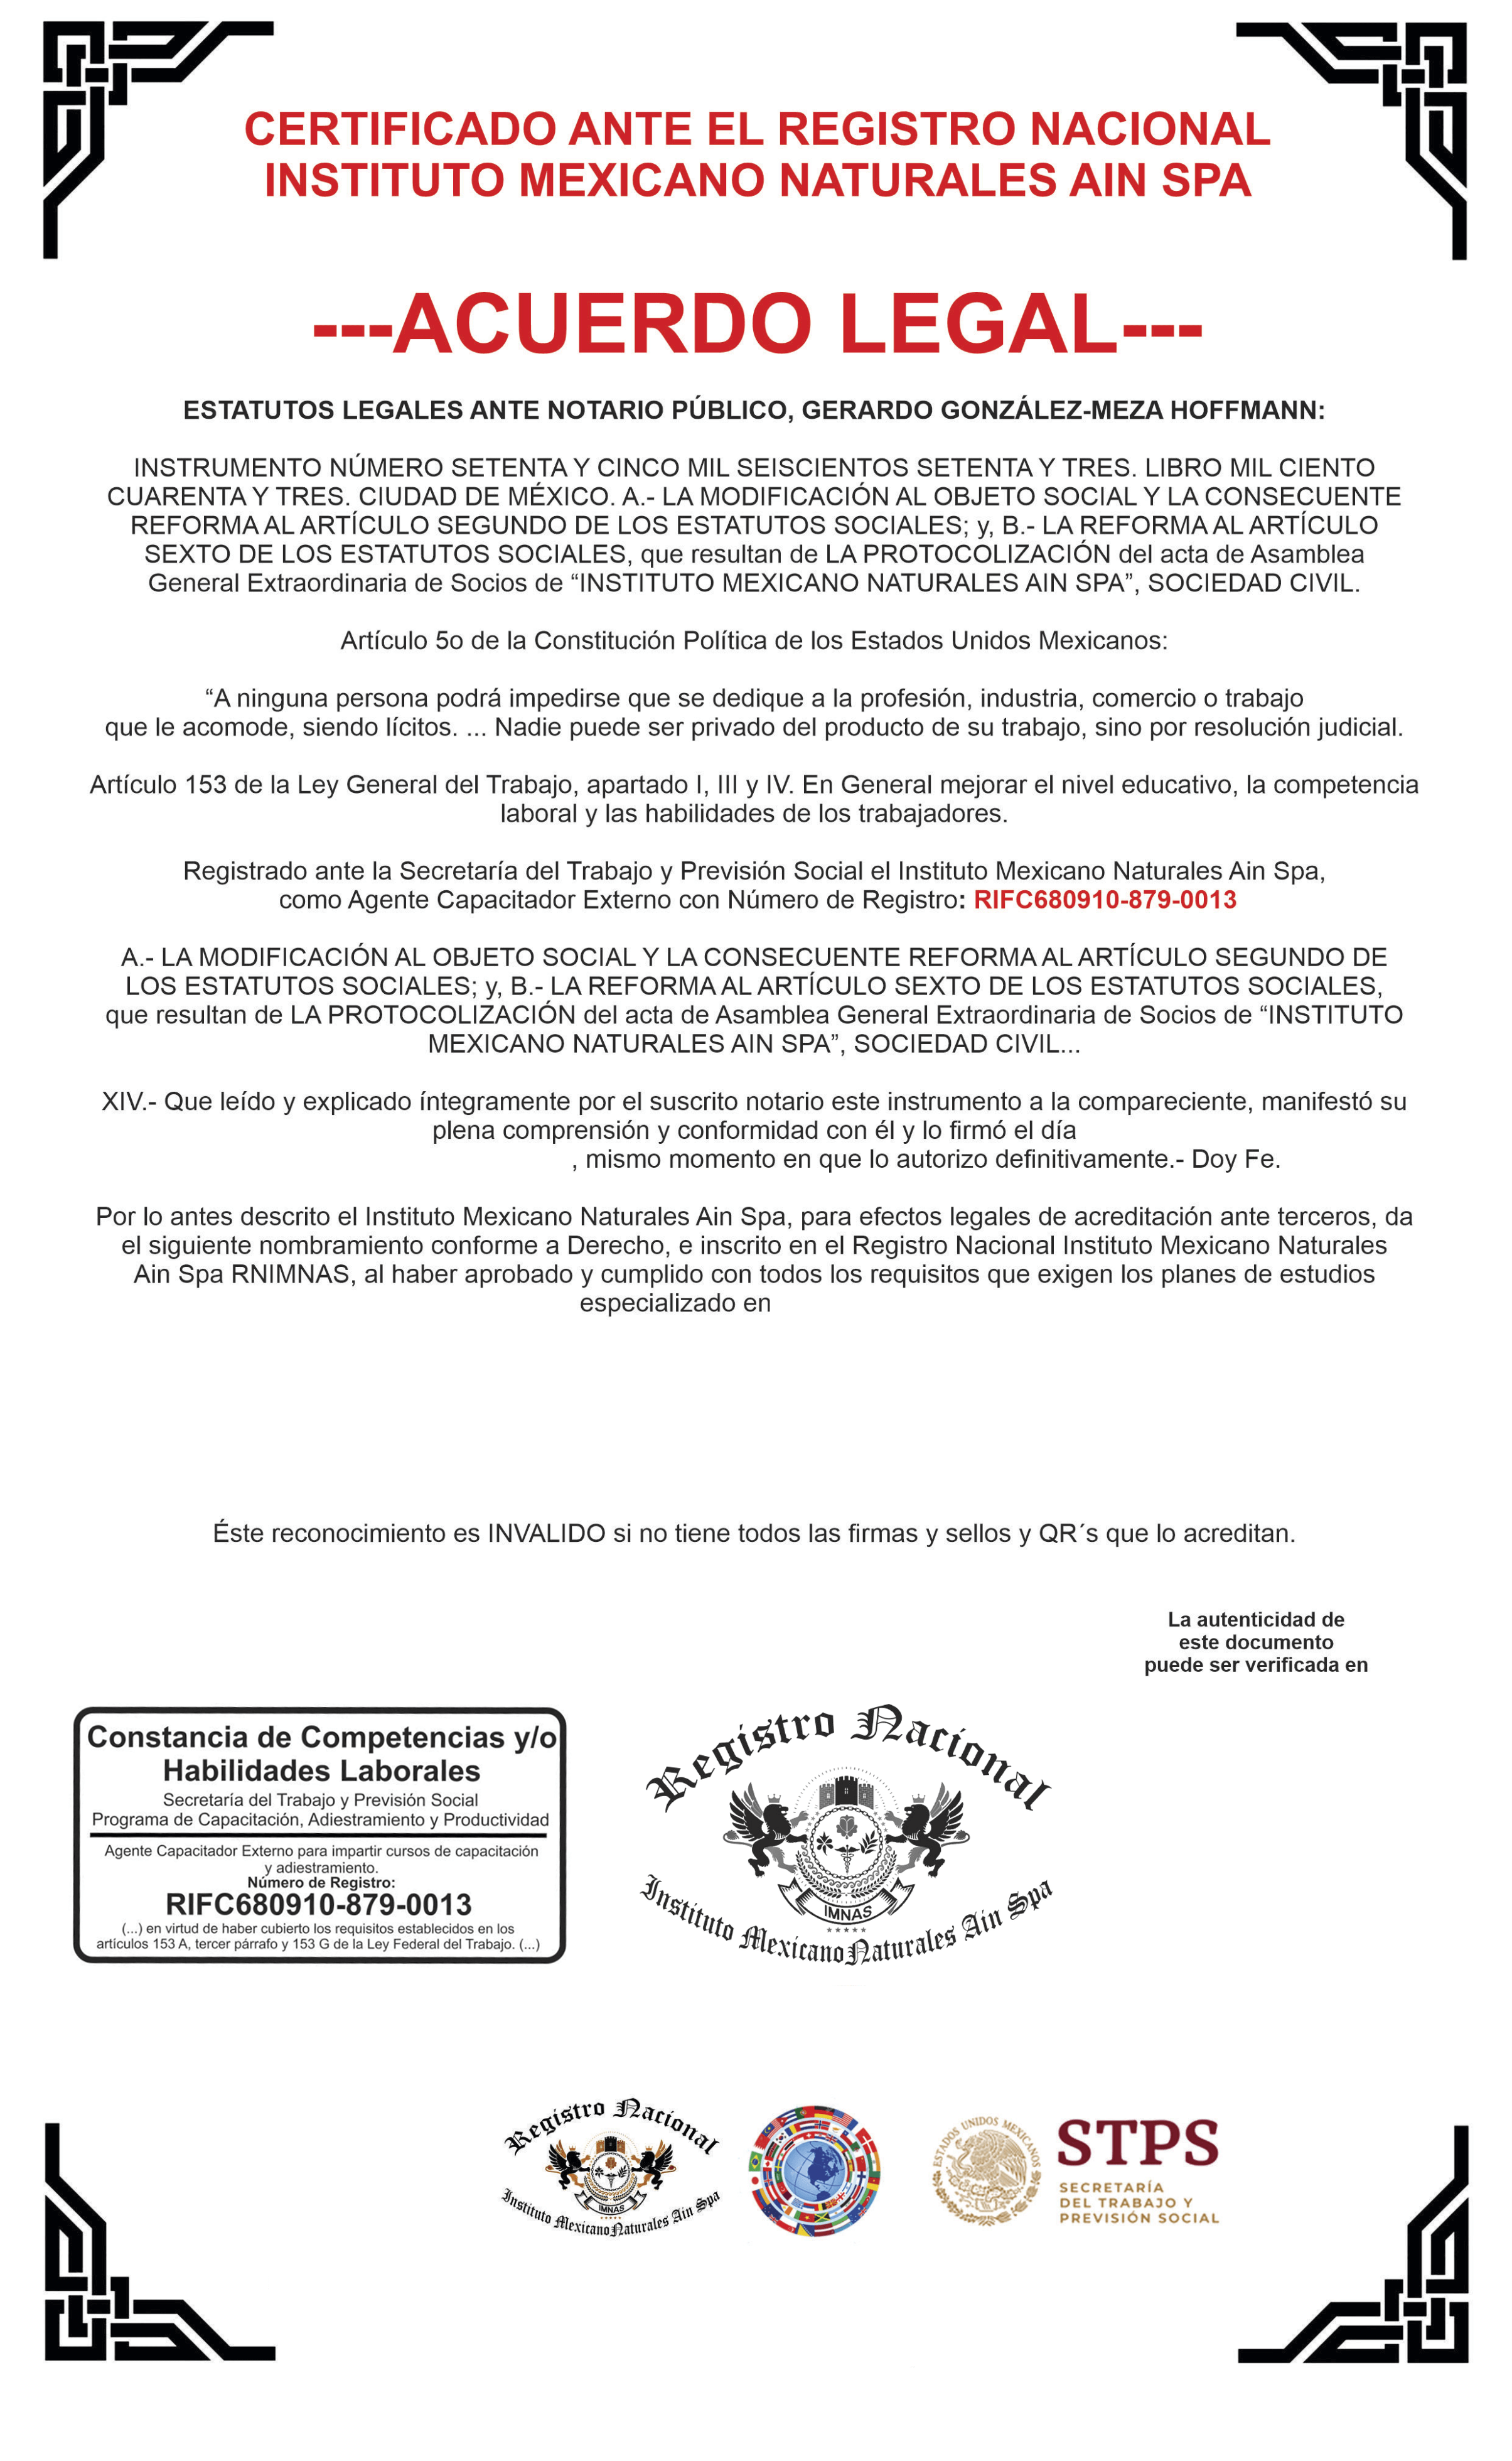 CERTIFICADO ANTE EL REGISTRO NACIONAL
INSTITUTO MEXICANO NATURALES AIN SPA
---ACUERDO LEGAL---
ESTATUTOS LEGALES ANTE NOTARIO PÚBLICO, GERARDO GONZÁLEZ-MEZA HOFFMANN:
INSTRUMENTO NÚMERO SETENTA Y CINCO MIL SEISCIENTOS SETENTA Y TRES. LIBRO MIL CIENTO
CUARENTA Y TRES. CIUDAD DE MÉXICO. A.- LA MODIFICACIÓN AL OBJETO SOCIAL Y LA CONSECUENTE
REFORMA AL ARTÍCULO SEGUNDO DE LOS ESTATUTOS SOCIALES; y, B.- LA REFORMA AL ARTÍCULO
SEXTO DE LOS ESTATUTOS SOCIALES, que resultan de LA PROTOCOLIZACIÓN del acta de Asamblea
General Extraordinaria de Socios de “INSTITUTO MEXICANO NATURALES AIN SPA”, SOCIEDAD CIVIL.
Artículo 5o de la Constitución Política de los Estados Unidos Mexicanos:
“A ninguna persona podrá impedirse que se dedique a la profesión, industria, comercio o trabajo
que le acomode, siendo lícitos. ... Nadie puede ser privado del producto de su trabajo, sino por resolución judicial.
Artículo 153 de la Ley General del Trabajo, apartado I, III y IV. En General mejorar el nivel educativo, la competencia
laboral y las habilidades de los trabajadores.
Registrado ante la Secretaría del Trabajo y Previsión Social el Instituto Mexicano Naturales Ain Spa,
como Agente Capacitador Externo con Número de Registro: RIFC680910-879-0013
A.- LA MODIFICACIÓN AL OBJETO SOCIAL Y LA CONSECUENTE REFORMA AL ARTÍCULO SEGUNDO DE
LOS ESTATUTOS SOCIALES; y, B.- LA REFORMA AL ARTÍCULO SEXTO DE LOS ESTATUTOS SOCIALES,
que resultan de LA PROTOCOLIZACIÓN del acta de Asamblea General Extraordinaria de Socios de “INSTITUTO
MEXICANO NATURALES AIN SPA”, SOCIEDAD CIVIL...
XIV.- Que leído y explicado íntegramente por el suscrito notario este instrumento a la compareciente, manifestó su
plena comprensión y conformidad con él y lo firmó el día
, mismo momento en que lo autorizo definitivamente.- Doy Fe.
Por lo antes descrito el Instituto Mexicano Naturales Ain Spa, para efectos legales de acreditación ante terceros, da
el siguiente nombramiento conforme a Derecho, e inscrito en el Registro Nacional Instituto Mexicano Naturales
Ain Spa RNIMNAS, al haber aprobado y cumplido con todos los requisitos que exigen los planes de estudios
especializado en
Éste reconocimiento es INVALIDO si no tiene todos las firmas y sellos y QR´s que lo acreditan.
La autenticidad de
este documento
puede ser verificada en
Constancia de Competencias y/o
Habilidades Laborales
Secretaría del Trabajo y Previsión Social
Programa de Capacitación, Adiestramiento y Productividad
Agente Capacitador Externo para impartir cursos de capacitación
y adiestramiento.
Número de Registro:
RIFC680910-879-0013
(...) en virtud de haber cubierto los requisitos establecidos en los
artículos 153 A, tercer párrafo y 153 G de la Ley Federal del Trabajo. (...)
Registro Nacional
IMNAS
Instituto Mexicano Naturales Ain Spa
Registro Nacional
IMNAS
Instituto Mexicano Naturales Ain Spa
ESTADOS UNIDOS MEXICANOS
STPS
SECRETARÍA
DEL TRABAJO Y
PREVISIÓN SOCIAL